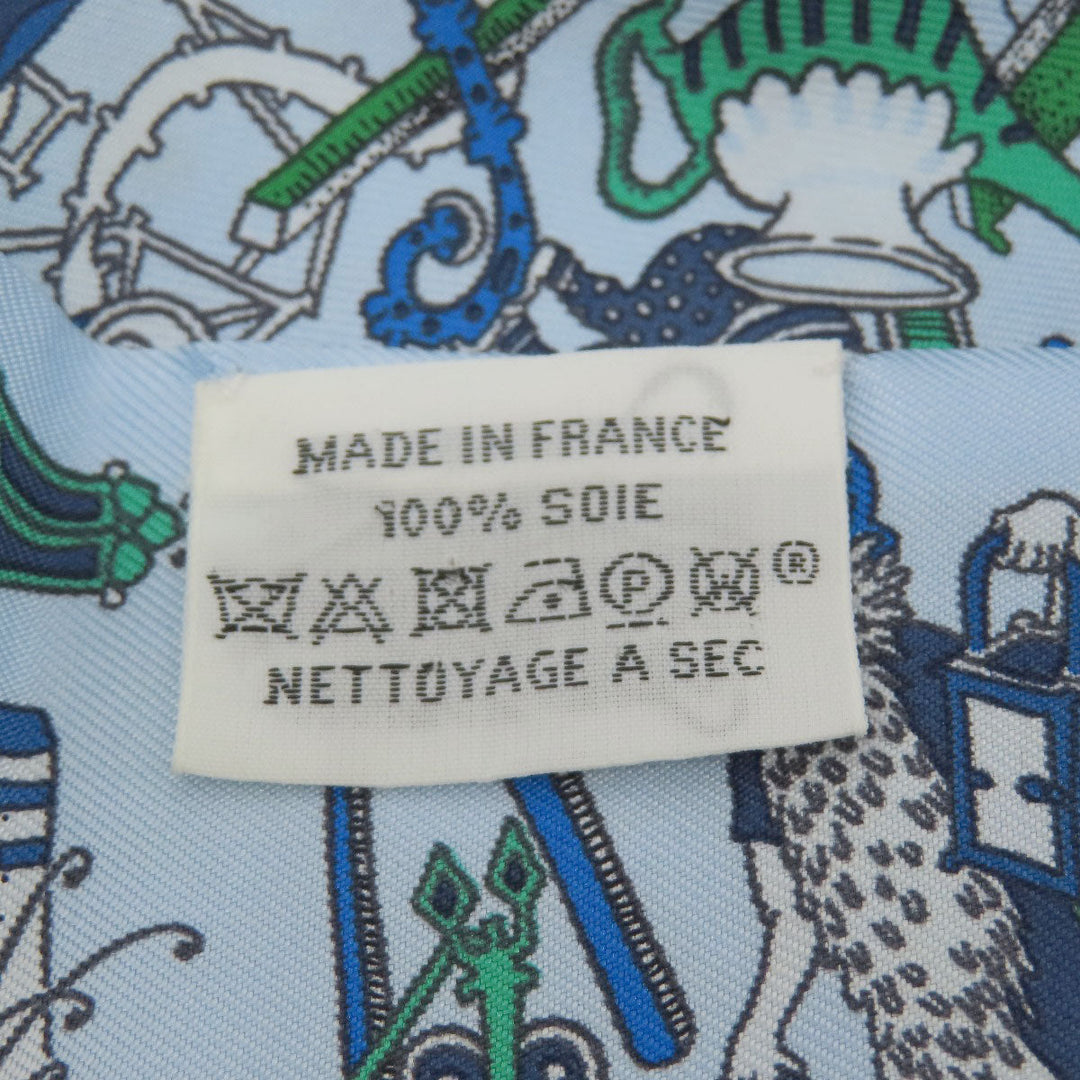 MADE IN FRANCE
100% SOIE
P W ®
NETTOYAGE A SEC